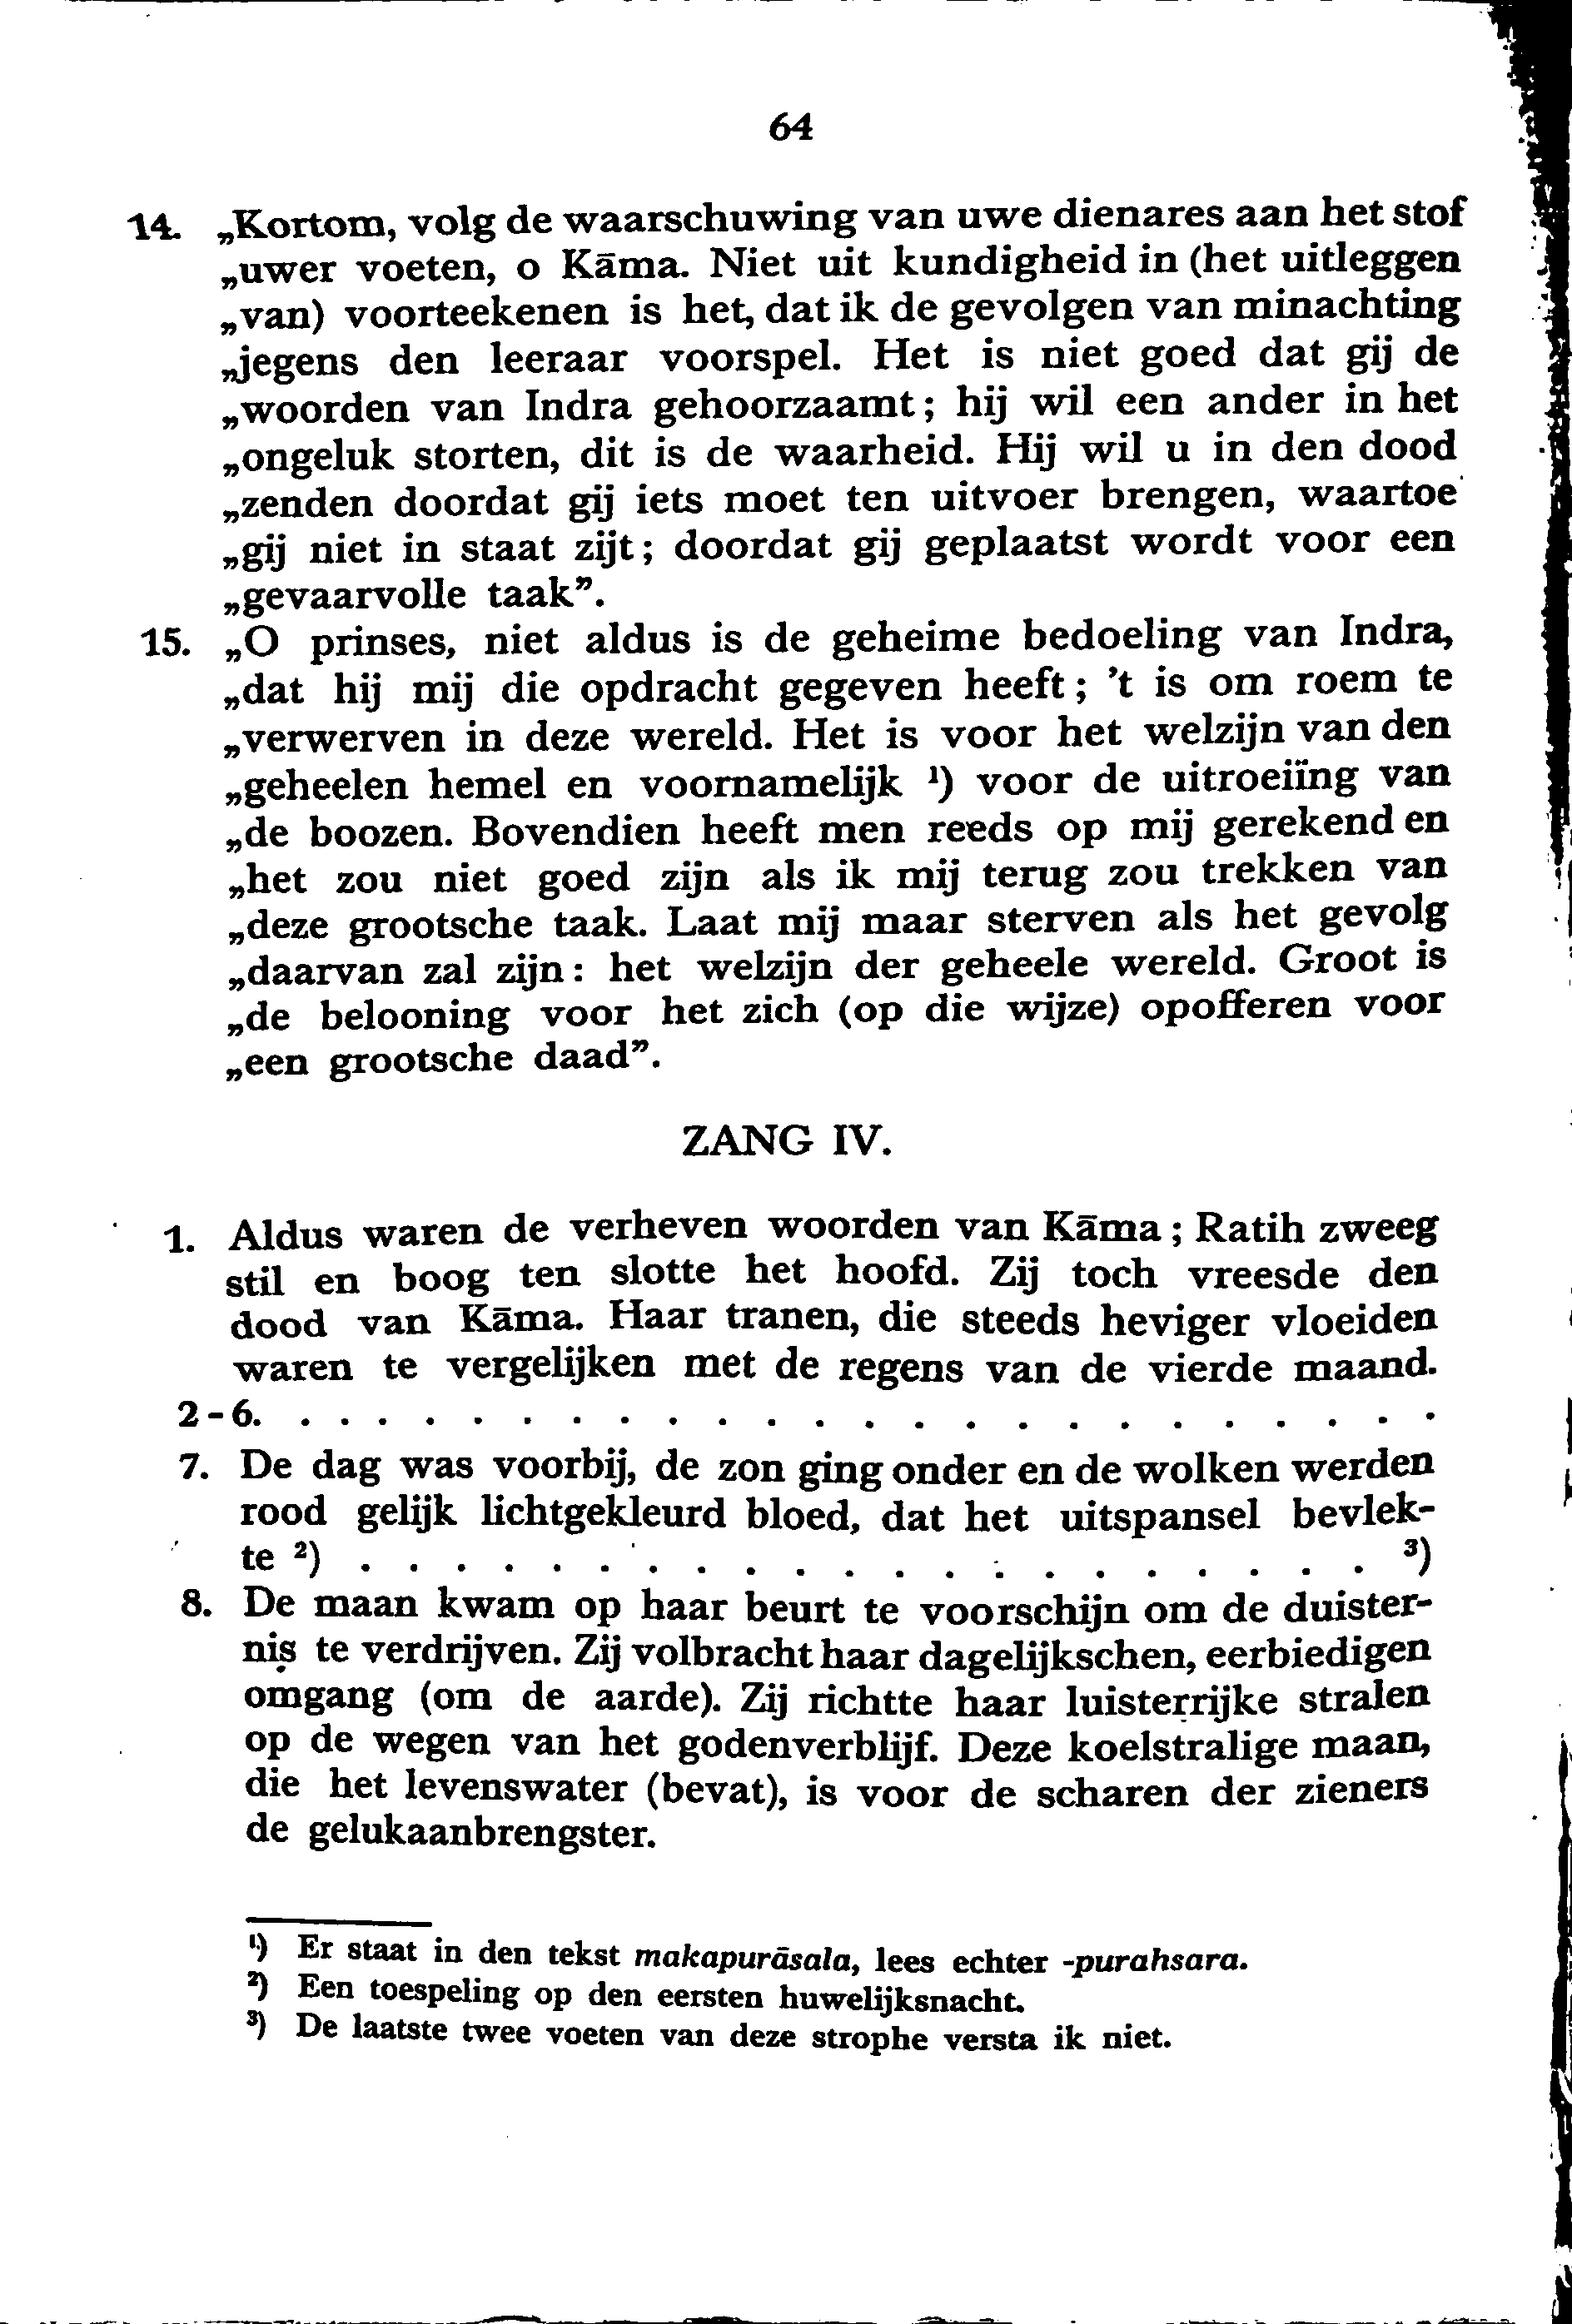 64
14. „Kortom, volg de waarschuwing van uwe dienares aan het stof
„uwer voeten, o Kāma. Niet uit kundigheid in (het uitleggen
„van) voorteekenen is het, dat ik de gevolgen van minachting
„jegens den leeraar voorspel. Het is niet goed dat gij de
„woorden van Indra gehoorzaamt; hij wil een ander in het
„ongeluk storten, dit is de waarheid. Hij wil u in den dood
„zenden doordat gij iets moet ten uitvoer brengen, waartoe
„gij niet in staat zijt; doordat gij geplaatst wordt voor een
„gevaarvolle taak”.
15. „O prinses, niet aldus is de geheime bedoeling van Indra,
„dat hij mij die opdracht gegeven heeft; 't is om roem te
„verwerven in deze wereld. Het is voor het welzijn van den
„geheelen hemel en voornamelijk ¹) voor de uitroeiïng van
„de boozen. Bovendien heeft men reeds op mij gerekend en
„het zou niet goed zijn als ik mij terug zou trekken van
„deze grootsche taak. Laat mij maar sterven als het gevolg
„daarvan zal zijn: het welzijn der geheele wereld. Groot is
„de belooning voor het zich (op die wijze) opofferen voor
„een grootsche daad”.
ZANG IV.
1. Aldus waren de verheven woorden van Kāma; Ratih zweeg
stil en boog ten slotte het hoofd. Zij toch vreesde den
dood van Kāma. Haar tranen, die steeds heviger vloeiden
waren te vergelijken met de regens van de vierde maand.
2-6. . . . . . . . . . . . . . . . . . . . . . . . .
7. De dag was voorbij, de zon ging onder en de wolken werden
rood gelijk lichtgekleurd bloed, dat het uitspansel bevlek-
te ²) . . . . . . . . . . . . . . . . . . . . . ³)
8. De maan kwam op haar beurt te voorschijn om de duister-
nis te verdrijven. Zij volbracht haar dagelijkschen, eerbiedigen
omgang (om de aarde). Zij richtte haar luisterrijke stralen
op de wegen van het godenverblijf. Deze koelstralige maan,
die het levenswater (bevat), is voor de scharen der zieners
de gelukaanbrengster.
¹) Er staat in den tekst makapurāsala, lees echter -purahsara.
²) Een toespeling op den eersten huwelijksnacht.
³) De laatste twee voeten van deze strophe versta ik niet.